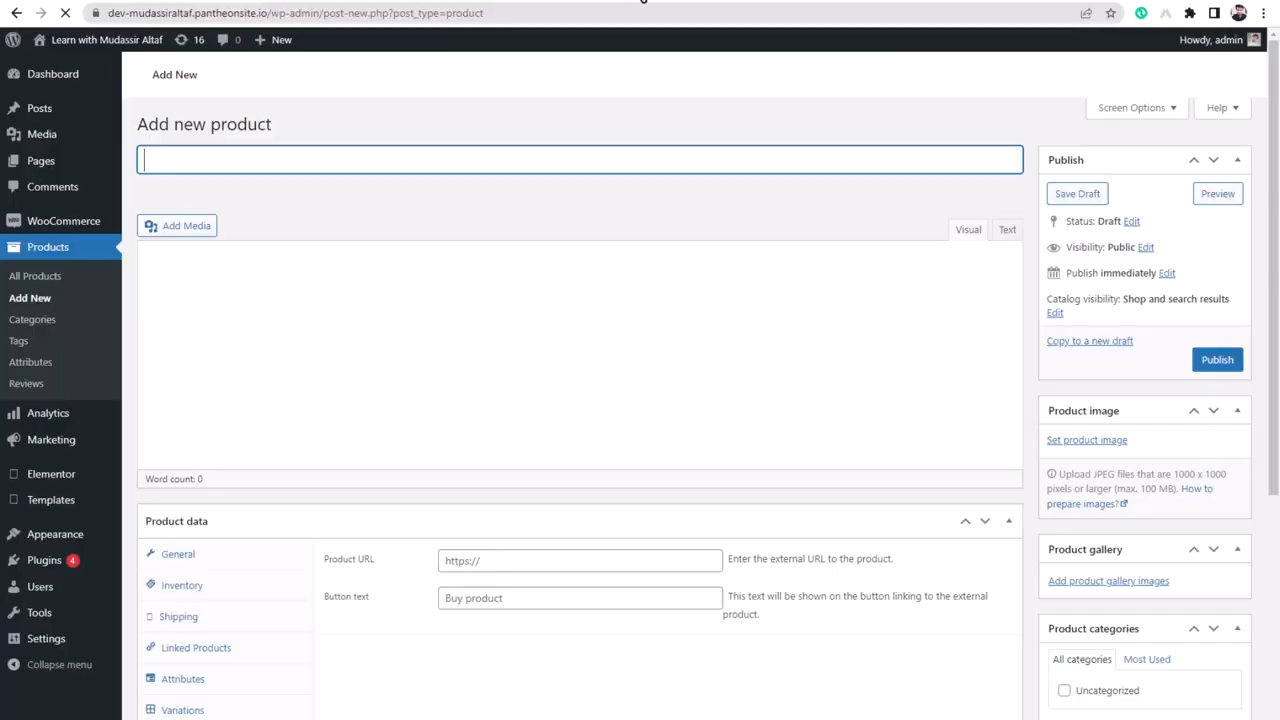 dev-mudassiraltaf.pantheonsite.io/wp-admin/post-new.php?post_type=product
Learn with Mudassir Altaf 16 0 New Howdy, admin
Dashboard
Posts
Media
Pages
Comments
WooCommerce
Products
All Products
Add New
Categories
Tags
Attributes
Reviews
Analytics
Marketing
Elementor
Templates
Appearance
Plugins 4
Users
Tools
Settings
Collapse menu
Add New
Screen Options Help
Add new product
Add Media
Visual Text
Word count: 0
Product data
General
Inventory
Shipping
Linked Products
Attributes
Variations
Product URL https:// Enter the external URL to the product.
Button text Buy product This text will be shown on the button linking to the external
product.
Publish
Save Draft Preview
Status: Draft Edit
Visibility: Public Edit
Publish immediately Edit
Catalog visibility: Shop and search results
Edit
Copy to a new draft
Publish
Product image
Set product image
Upload JPEG files that are 1000 x 1000
pixels or larger (max. 100 MB). How to
prepare images?
Product gallery
Add product gallery images
Product categories
All categories Most Used
Uncategorized